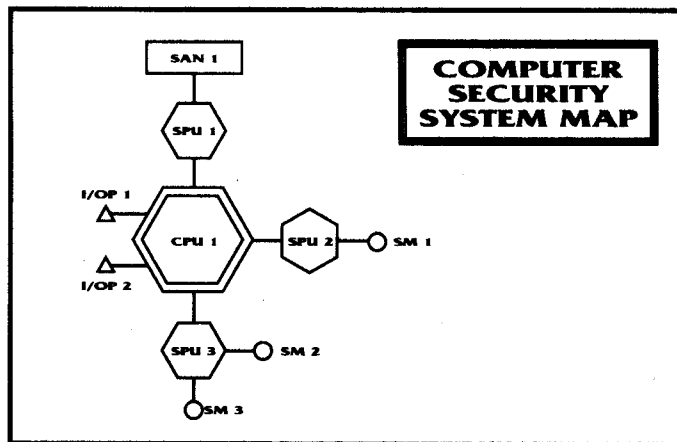 SAN 1
COMPUTER
SECURITY
SYSTEM MAP
SPU 1
I/OP 1
CPU 1
SPU 2
SM 1
I/OP 2
SPU 3
SM 2
SM 3